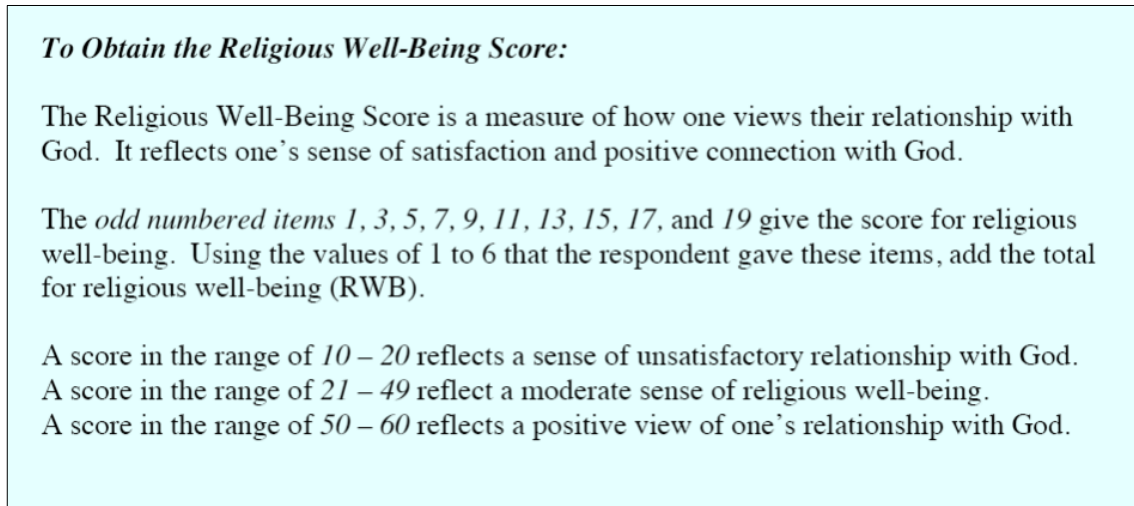 To Obtain the Religious Well-Being Score:
The Religious Well-Being Score is a measure of how one views their relationship with
God.  It reflects one’s sense of satisfaction and positive connection with God.
The odd numbered items 1, 3, 5, 7, 9, 11, 13, 15, 17, and 19 give the score for religious
well-being.  Using the values of 1 to 6 that the respondent gave these items, add the total
for religious well-being (RWB).
A score in the range of 10 – 20 reflects a sense of unsatisfactory relationship with God.
A score in the range of 21 – 49 reflect a moderate sense of religious well-being.
A score in the range of 50 – 60 reflects a positive view of one’s relationship with God.